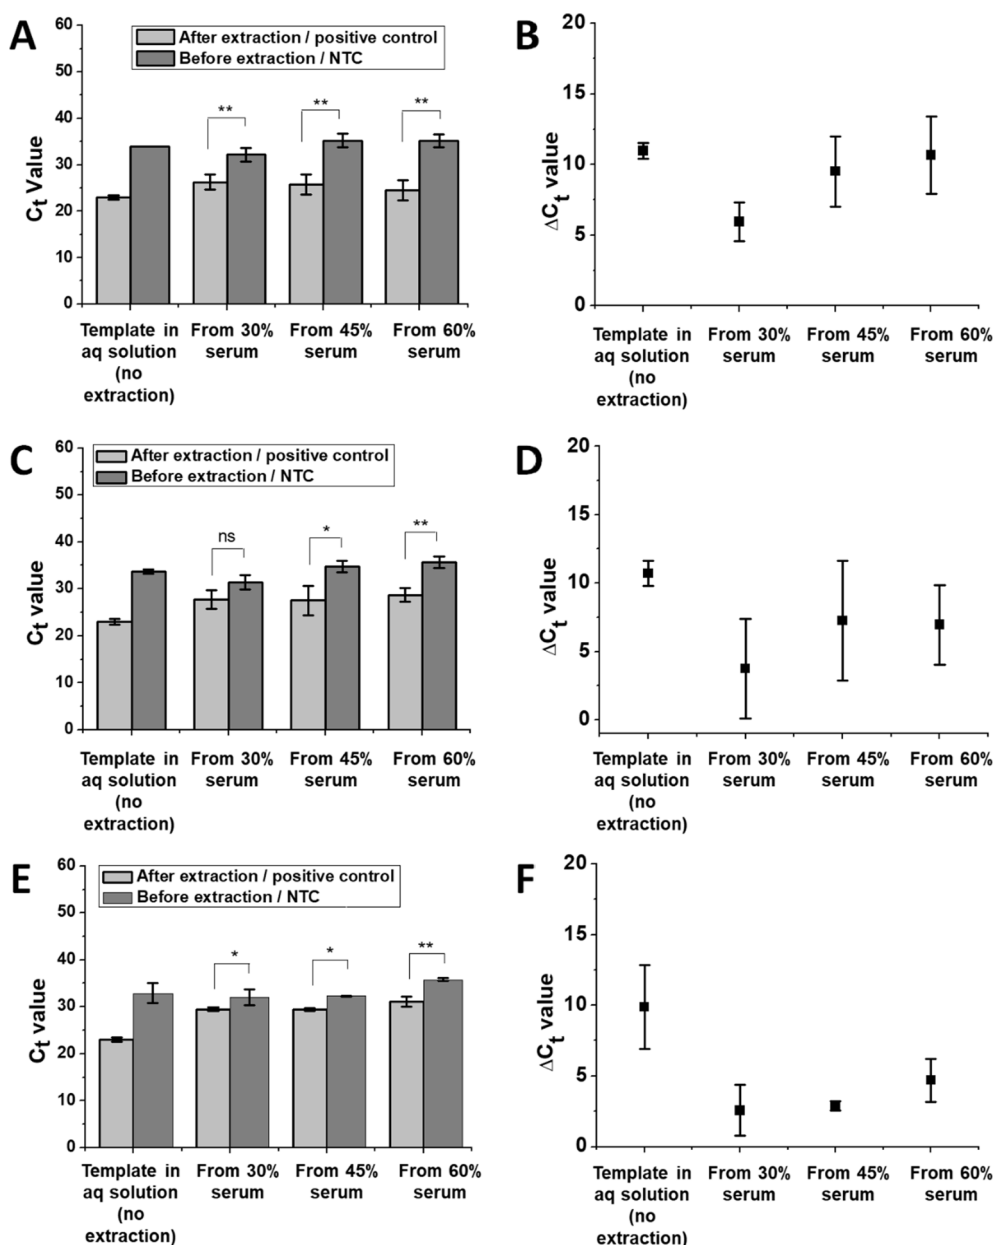 A
60
50
40
30
20
10
0
Ct Value
After extraction / positive control
Before extraction / NTC
**
**
**
Template in
aq solution
(no
extraction)
From 30%
serum
From 45%
serum
From 60%
serum
B
20
15
10
5
0
ΔCt value
Template in
aq solution
(no
extraction)
From 30%
serum
From 45%
serum
From 60%
serum
C
60
50
40
30
20
10
0
Ct value
After extraction / positive control
Before extraction / NTC
ns
*
**
Template in
aq solution
(no
extraction)
From 30%
serum
From 45%
serum
From 60%
serum
D
20
15
10
5
0
ΔCt value
Template in
aq solution
(no
extraction)
From 30%
serum
From 45%
serum
From 60%
serum
E
60
50
40
30
20
10
0
Ct value
After extraction / positive control
Before extraction / NTC
*
*
**
Template in
aq solution
(no
extraction)
From 30%
serum
From 45%
serum
From 60%
serum
F
20
15
10
5
0
ΔCt value
Template in
aq solution
(no
extraction)
From 30%
serum
From 45%
serum
From 60%
serum